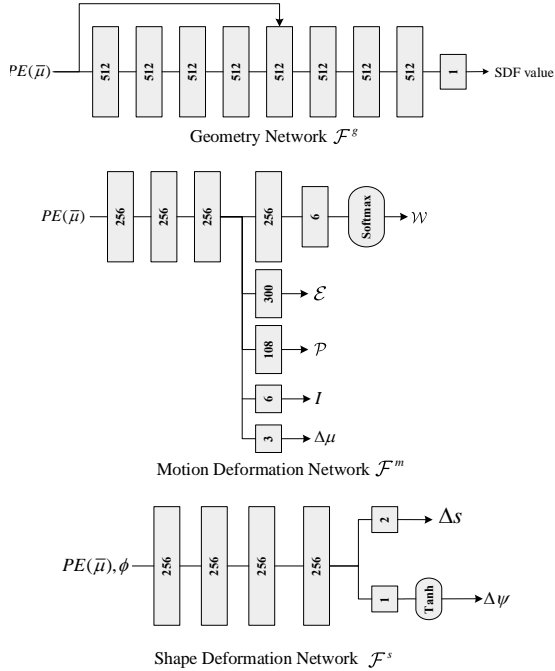 PE(μ̄) 512 512 512 512 512 512 512 512 1 SDF value
Geometry Network ℱ^g
PE(μ̄) 256 256 256 256 6 Softmax 𝒲
300 ℰ
108 𝒫
6 I
3 Δμ
Motion Deformation Network ℱ^m
2 Δs
PE(μ̄),ϕ 256 256 256 256
1 Tanh Δψ
Shape Deformation Network ℱ^s